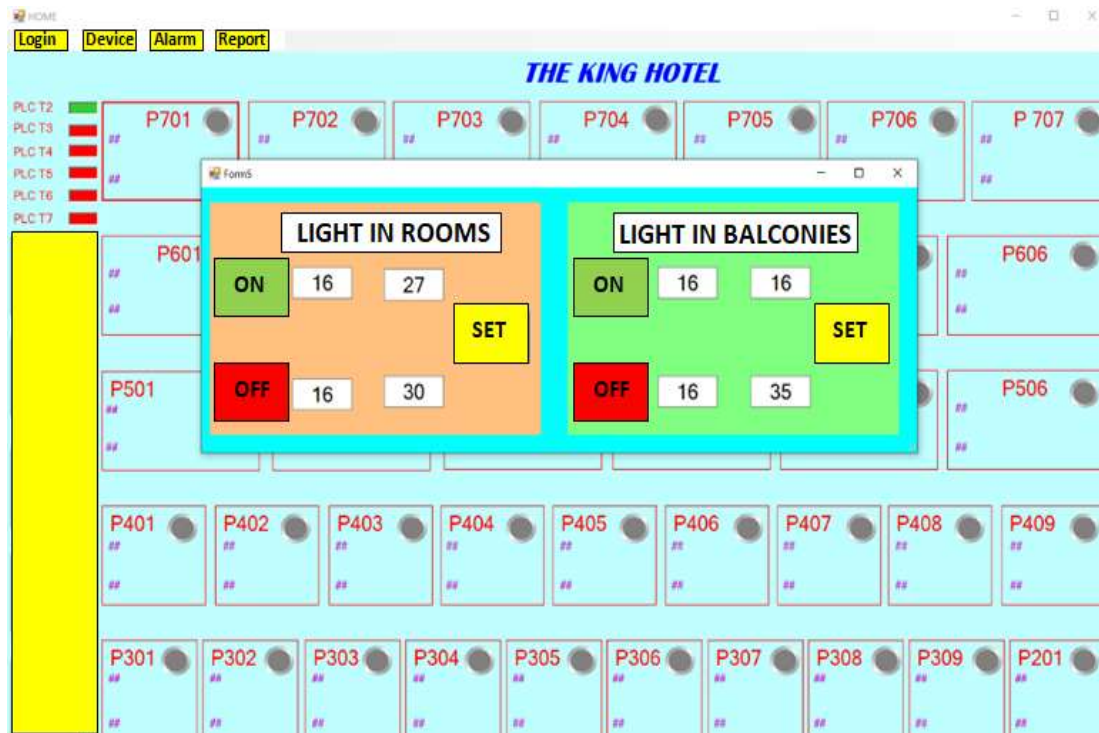 HOME
Login Device Alarm Report
THE KING HOTEL
PLC T2
PLC T3
PLC T4
PLC T5
PLC T6
PLC T7
P701 P702 P703 P704 P705 P706 P 707
## ## ## ## ## ## ##
## ##
Form5
LIGHT IN ROOMS LIGHT IN BALCONIES
ON 16 27 ON 16 16
SET SET
OFF 16 30 OFF 16 35
P601 P606
## ##
## ##
P501 P506
## ##
## ##
P401 P402 P403 P404 P405 P406 P407 P408 P409
## ## ## ## ## ## ## ## ##
## ## ## ## ## ## ## ## ##
P301 P302 P303 P304 P305 P306 P307 P308 P309 P201
## ## ## ## ## ## ## ## ## ##
## ## ## ## ## ## ## ## ## ##